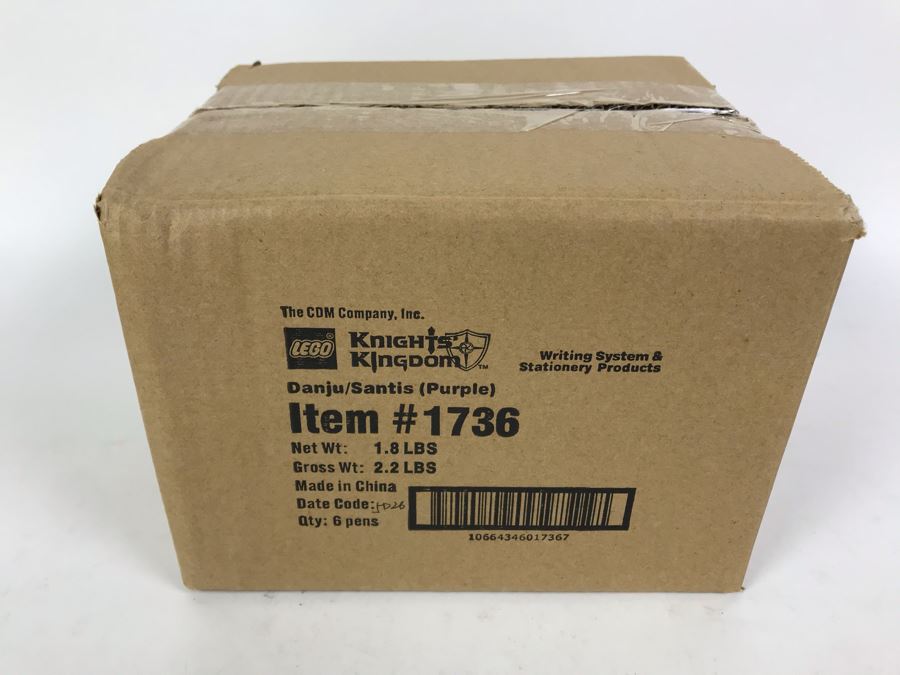 The CDM Company, Inc.
LEGO® KNIGHTS' KINGDOM™
Writing System &
Stationery Products
Danju/Santis (Purple)
Item #1736
Net Wt: 1.8 LBS
Gross Wt: 2.2 LBS
Made in China
Date Code:
Qty: 6 pens
10664346017367